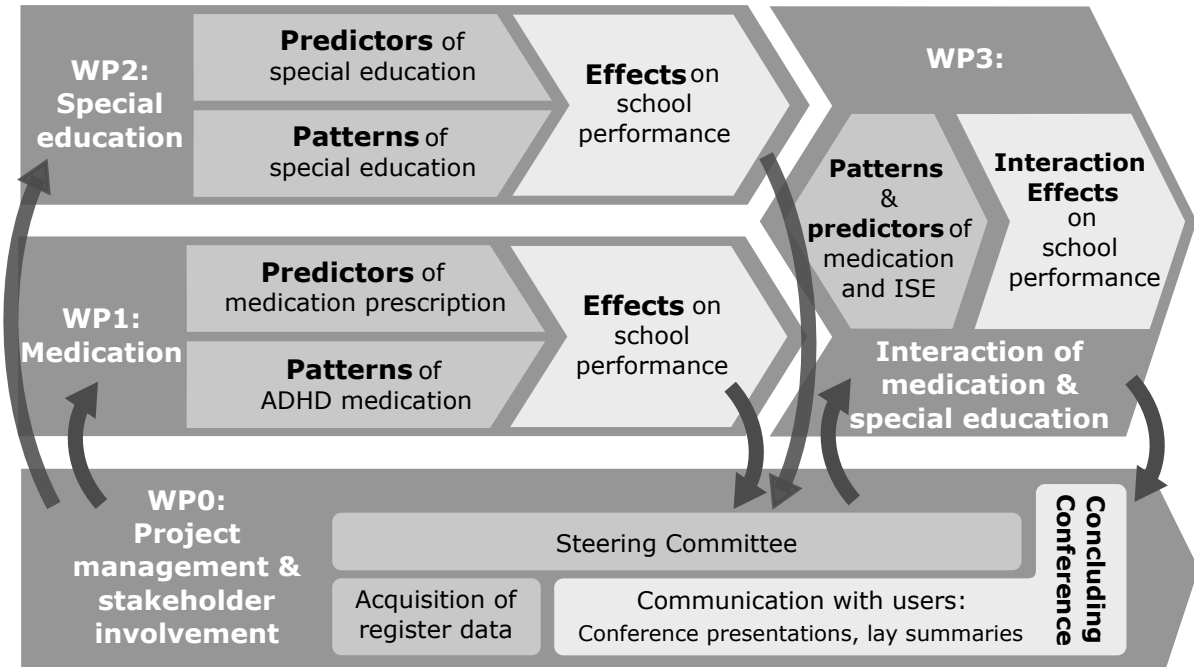 WP2:
Special
education
Predictors of
special education
Patterns of
special education
Effects on
school
performance
WP1:
Medication
Predictors of
medication prescription
Patterns of
ADHD medication
Effects on
school
performance
WP3:
Patterns
&
predictors of
medication
and ISE
Interaction
Effects
on
school
performance
Interaction of
medication &
special education
WP0:
Project
management &
stakeholder
involvement
Steering Committee
Acquisition of
register data
Communication with users:
Conference presentations, lay summaries
Concluding
Conference